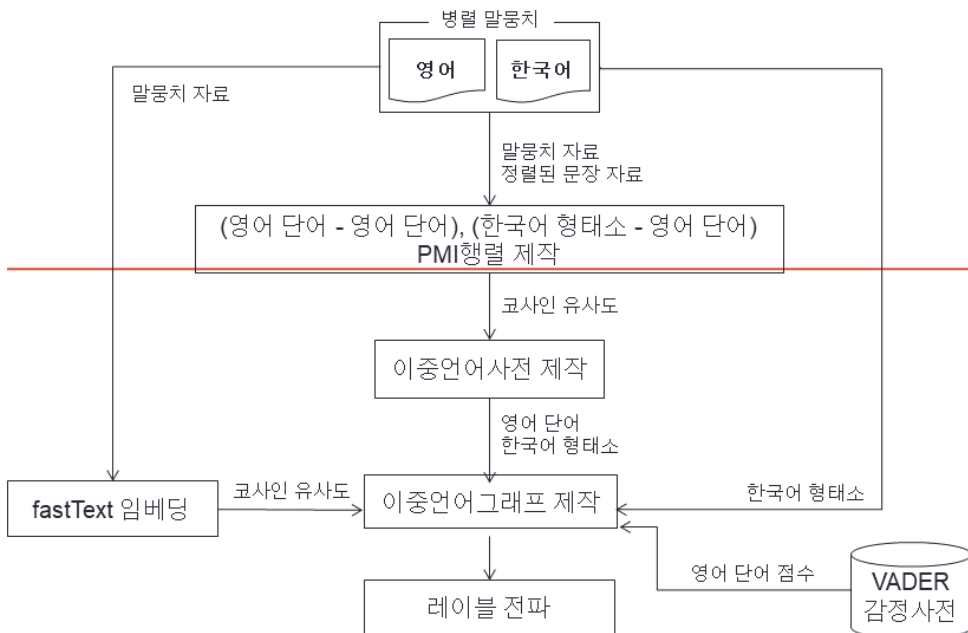 병렬 말뭉치
영어
한국어
말뭉치 자료
말뭉치 자료
정렬된 문장 자료
(영어 단어 - 영어 단어), (한국어 형태소 - 영어 단어)
PMI행렬 제작
코사인 유사도
이중언어사전 제작
영어 단어
한국어 형태소
fastText 임베딩
코사인 유사도
이중언어그래프 제작
한국어 형태소
영어 단어 점수
VADER
감정사전
레이블 전파